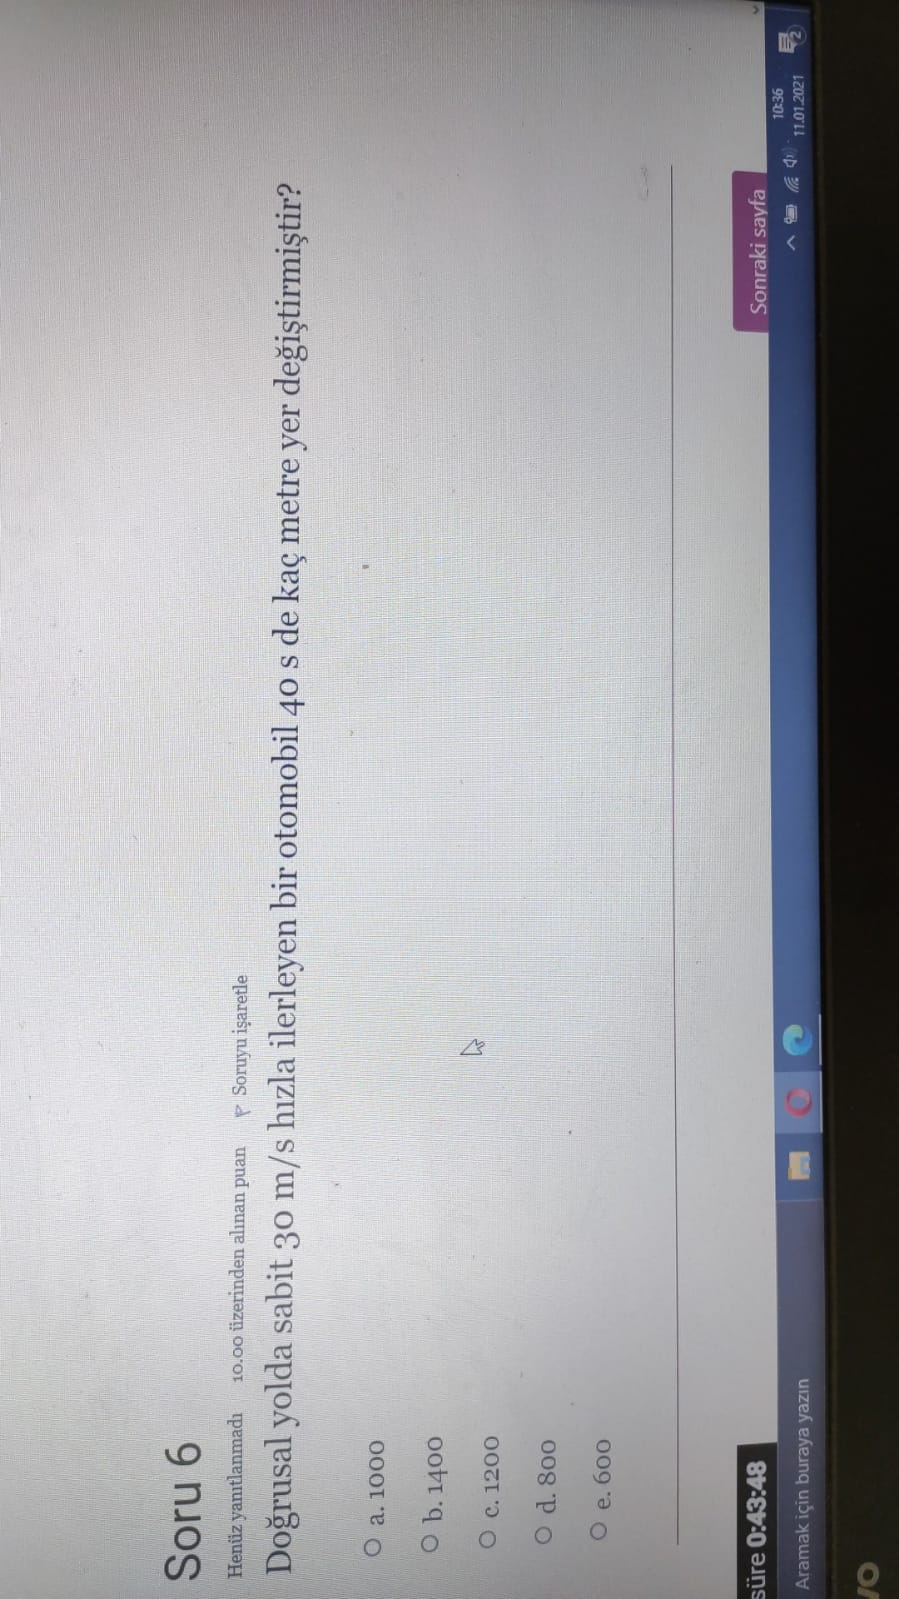 Soru 6
Henüz yanıtlanmadı 10.00 üzerinden alınan puan Soruyu işaretle
Doğrusal yolda sabit 30 m/s hızla ilerleyen bir otomobil 40 s de kaç metre yer değiştirmiştir?
a. 1000
b. 1400
c. 1200
d. 800
e. 600
Sonraki sayfa
süre 0:43:48
Aramak için buraya yazın
10:36
11.01.2021
2